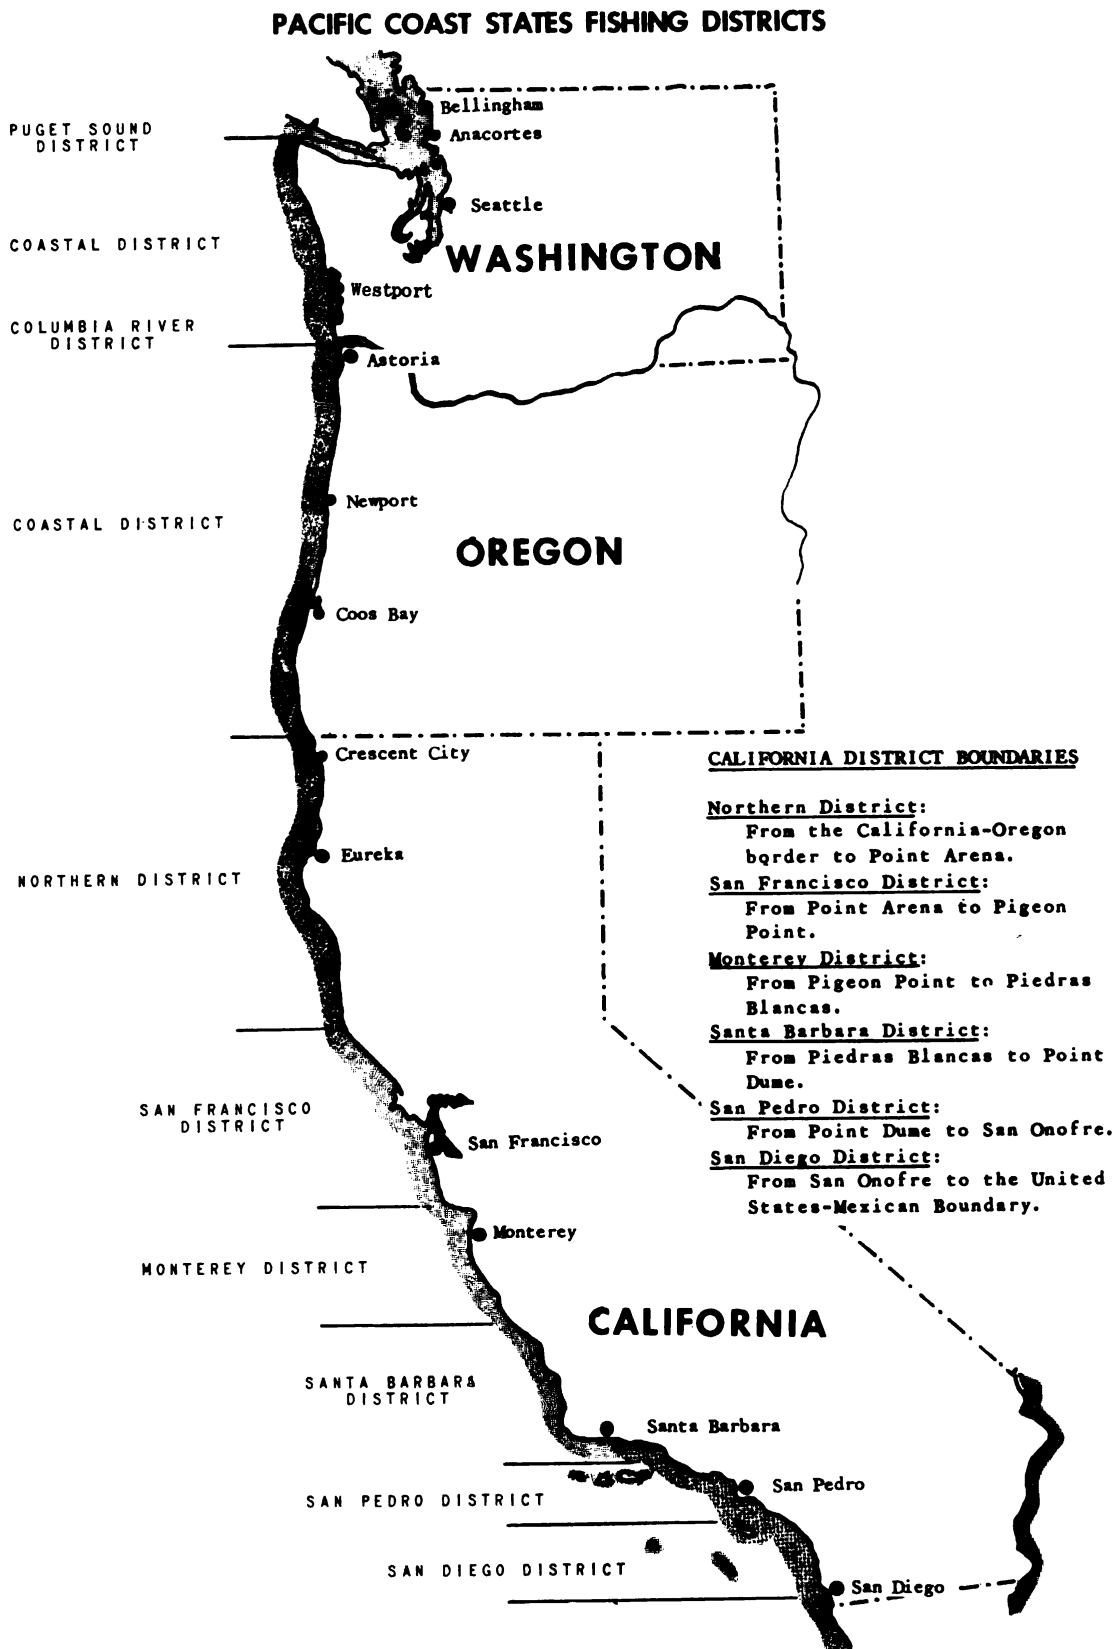 PACIFIC COAST STATES FISHING DISTRICTS
Bellingham
PUGET SOUND
DISTRICT
Anacortes
Seattle
COASTAL DISTRICT
WASHINGTON
Westport
COLUMBIA RIVER
DISTRICT
Astoria
Newport
COASTAL DISTRICT
OREGON
Coos Bay
Crescent City
Eureka
NORTHERN DISTRICT
CALIFORNIA DISTRICT BOUNDARIES
Northern District:
From the California-Oregon
border to Point Arena.
San Francisco District:
From Point Arena to Pigeon
Point.
Monterey District:
From Pigeon Point to Piedras
Blancas.
Santa Barbara District:
From Piedras Blancas to Point
Dume.
San Pedro District:
From Point Dume to San Onofre.
San Diego District:
From San Onofre to the United
States-Mexican Boundary.
SAN FRANCISCO
DISTRICT
San Francisco
Monterey
MONTEREY DISTRICT
CALIFORNIA
SANTA BARBARA
DISTRICT
Santa Barbara
San Pedro
SAN PEDRO DISTRICT
SAN DIEGO DISTRICT
San Diego